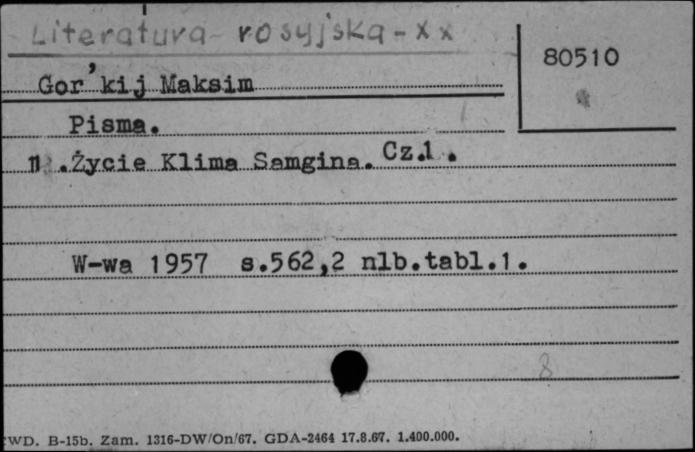 Literatura rosyjska - XX
80510
Gor'kij Maksim
Pisma.
11 .Życie Klima Samgina. Cz.1 .
W-wa 1957 s.562,2 nlb.tabl.1.
8
WD. B-15b. Zam. 1316-DW/On/67. GDA-2464 17.8.67. 1.400.000.